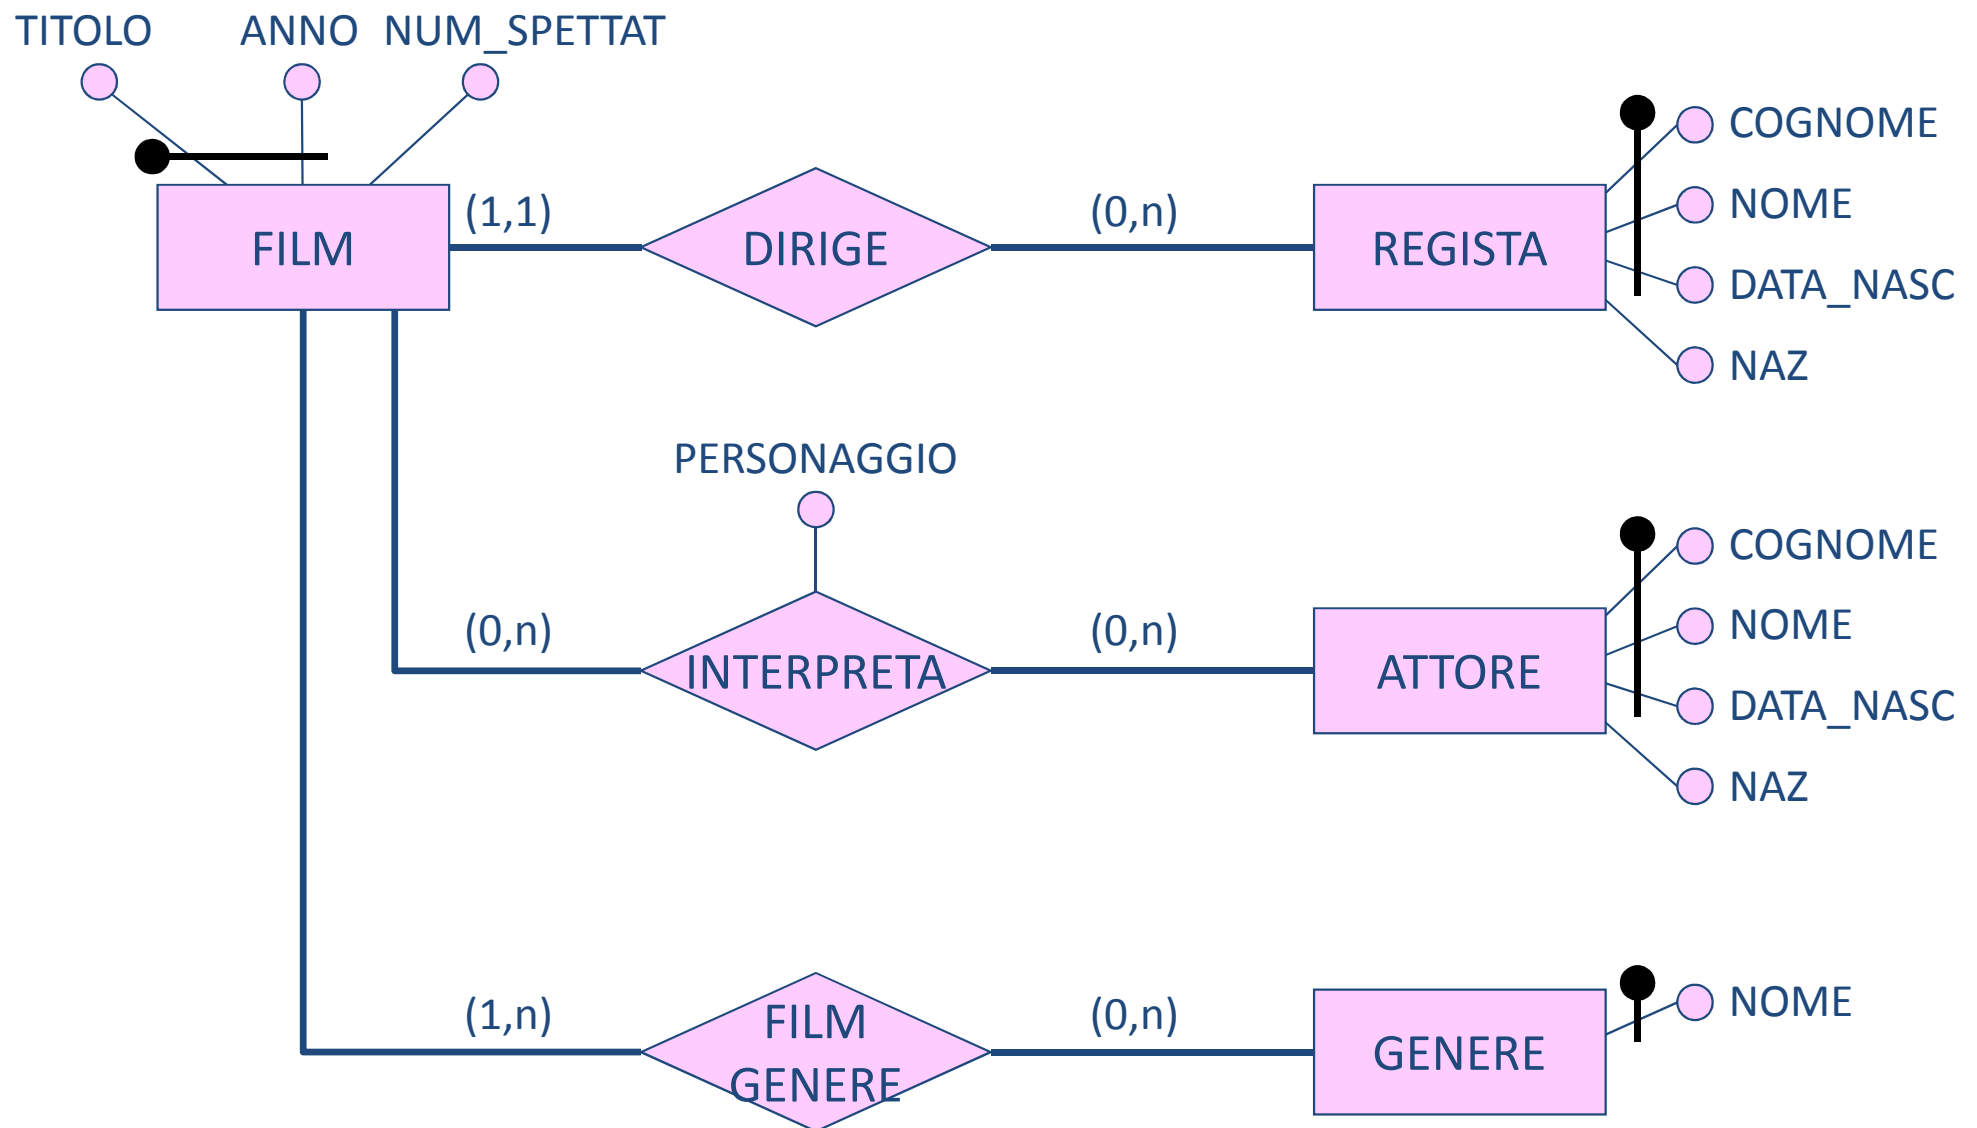 TITOLO
ANNO
NUM_SPETTAT
FILM
(1,1)
DIRIGE
(0,n)
REGISTA
COGNOME
NOME
DATA_NASC
NAZ
PERSONAGGIO
(0,n)
INTERPRETA
(0,n)
ATTORE
COGNOME
NOME
DATA_NASC
NAZ
(1,n)
FILM
GENERE
(0,n)
GENERE
NOME